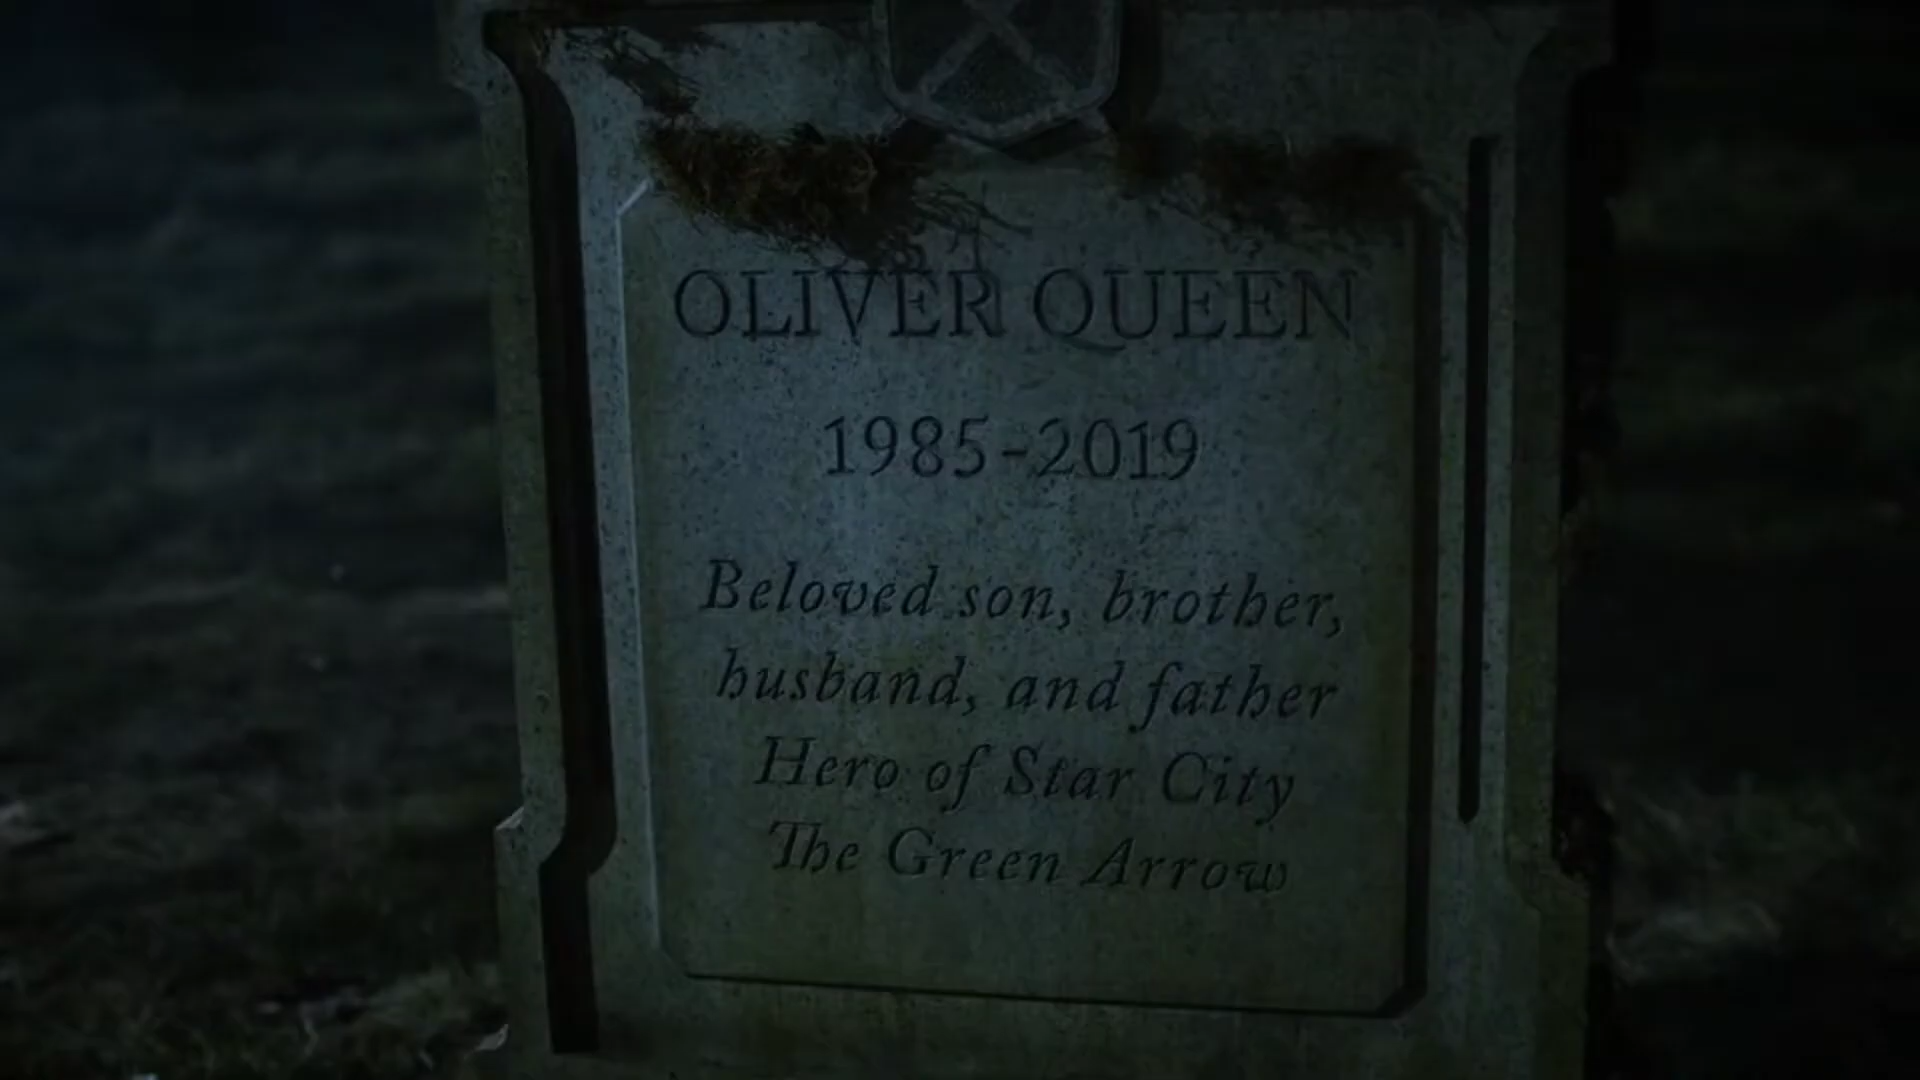 OLIVER QUEEN
1985-2019
Beloved son, brother,
husband, and father
Hero of Star City
The Green Arrow